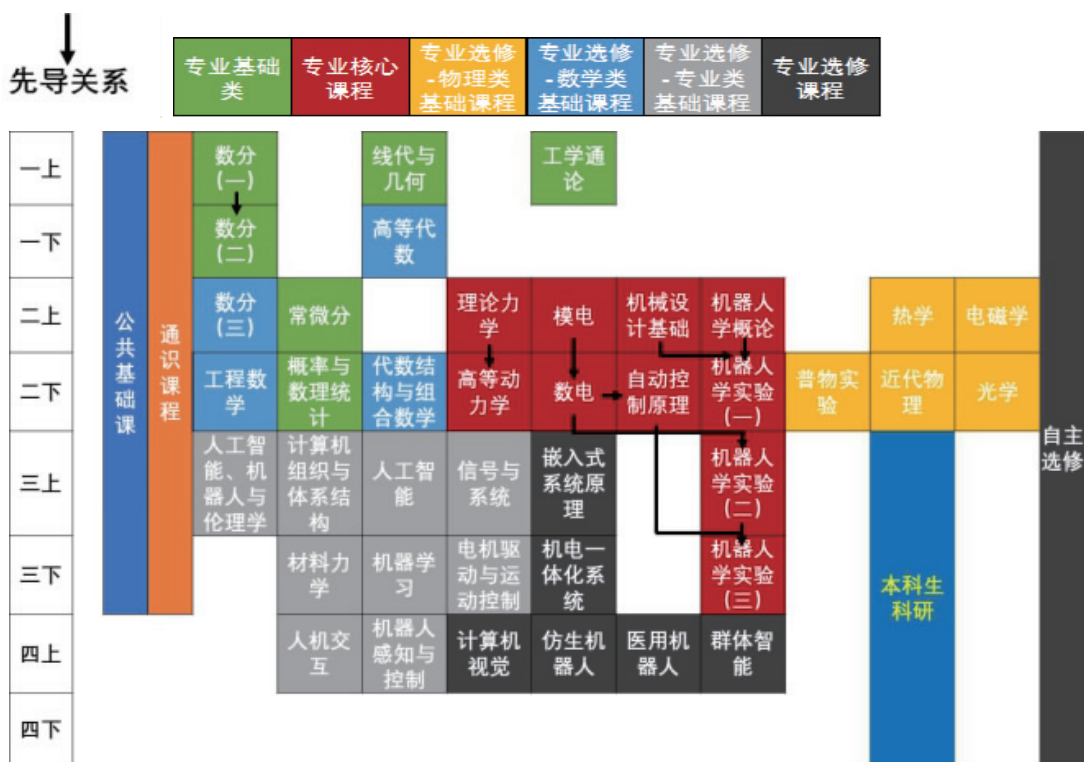 先导关系
专业基础
类
专业核心
课程
专业选修
-物理类
基础课程
专业选修
-数学类
基础课程
专业选修
-专业类
基础课程
专业选修
课程
公共基础课
通识课程
自主
选修
一上
数分
(一)
线代与
几何
工学通
论
一下
数分
(二)
高等代
数
二上
数分
(三)
常微分
理论力
学
模电
机械设
计基础
机器人
学概论
热学
电磁学
二下
工程数
学
概率与
数理统
计
代数结
构与组
合数学
高等动
力学
数电
自动控
制原理
机器人
学实验
(一)
普物实
验
近代物
理
光学
三上
人工智
能、机
器人与
伦理学
计算机
组织与
体系结
构
人工智
能
信号与
系统
嵌入式
系统原
理
机器人
学实验
(二)
三下
材料力
学
机器学
习
电机驱
动与运
动控制
机电一
体化系
统
机器人
学实验
(三)
本科生
科研
四上
人机交
互
机器人
感知与
控制
计算机
视觉
仿生机
器人
医用机
器人
群体智
能
四下